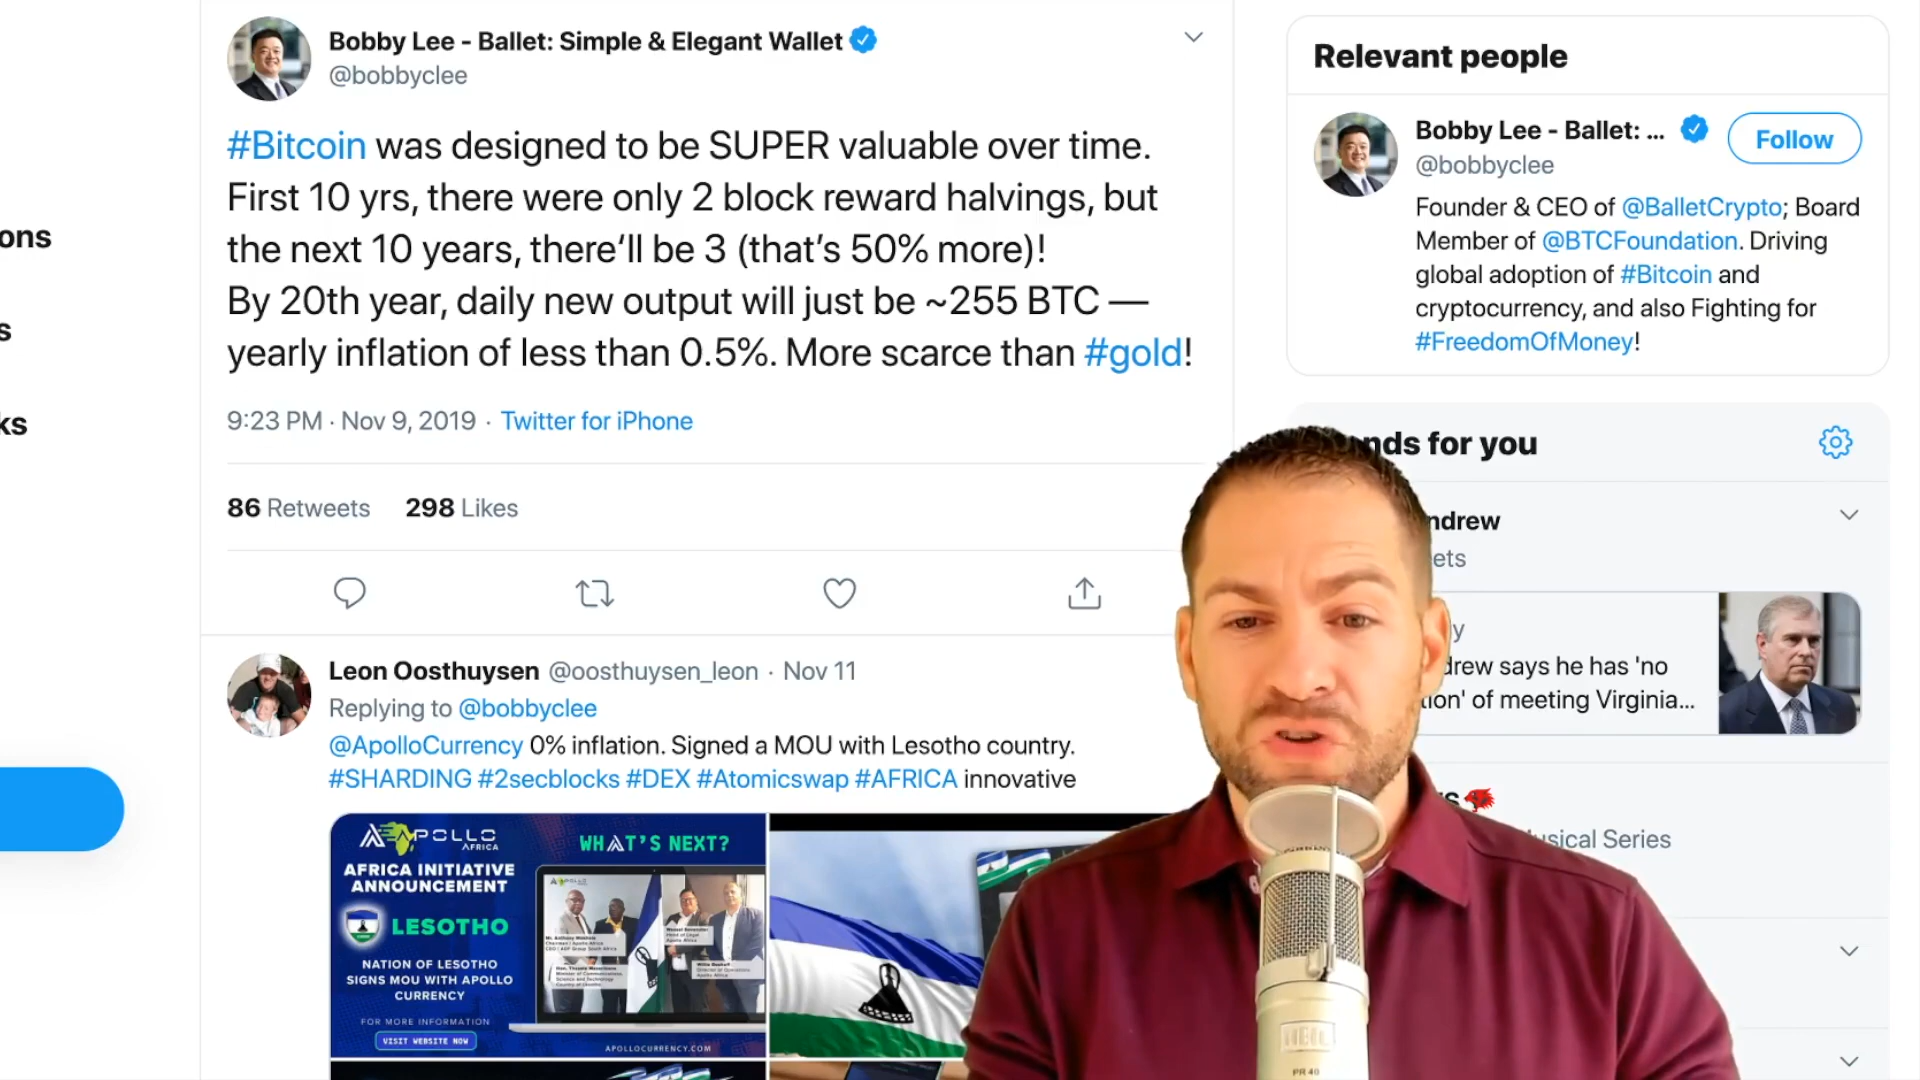 Bobby Lee - Ballet: Simple & Elegant Wallet
@bobbyclee
#Bitcoin was designed to be SUPER valuable over time.
First 10 yrs, there were only 2 block reward halvings, but
the next 10 years, there‘ll be 3 (that’s 50% more)!
By 20th year, daily new output will just be ~255 BTC —
yearly inflation of less than 0.5%. More scarce than #gold!
9:23 PM · Nov 9, 2019 · Twitter for iPhone
86 Retweets 298 Likes
Leon Oosthuysen @oosthuysen_leon · Nov 11
Replying to @bobbyclee
@ApolloCurrency 0% inflation. Signed a MOU with Lesotho country.
#SHARDING #2secblocks #DEX #Atomicswap #AFRICA innovative
APOLLO
AFRICA
AFRICA INITIATIVE
ANNOUNCEMENT
LESOTHO
NATION OF LESOTHO
SIGNS MOU WITH APOLLO
CURRENCY
FOR MORE INFORMATION
VISIT WEBSITE NOW
WHAT'S NEXT?
APOLLOCURRENCY.COM
ons
s
ks
Relevant people
Bobby Lee - Ballet: ...
@bobbyclee
Follow
Founder & CEO of @BalletCrypto; Board
Member of @BTCFoundation. Driving
global adoption of #Bitcoin and
cryptocurrency, and also Fighting for
#FreedomOfMoney!
nds for you
ndrew
ets
y
drew says he has 'no
tion' of meeting Virginia...
usical Series
HEIL
PR 40